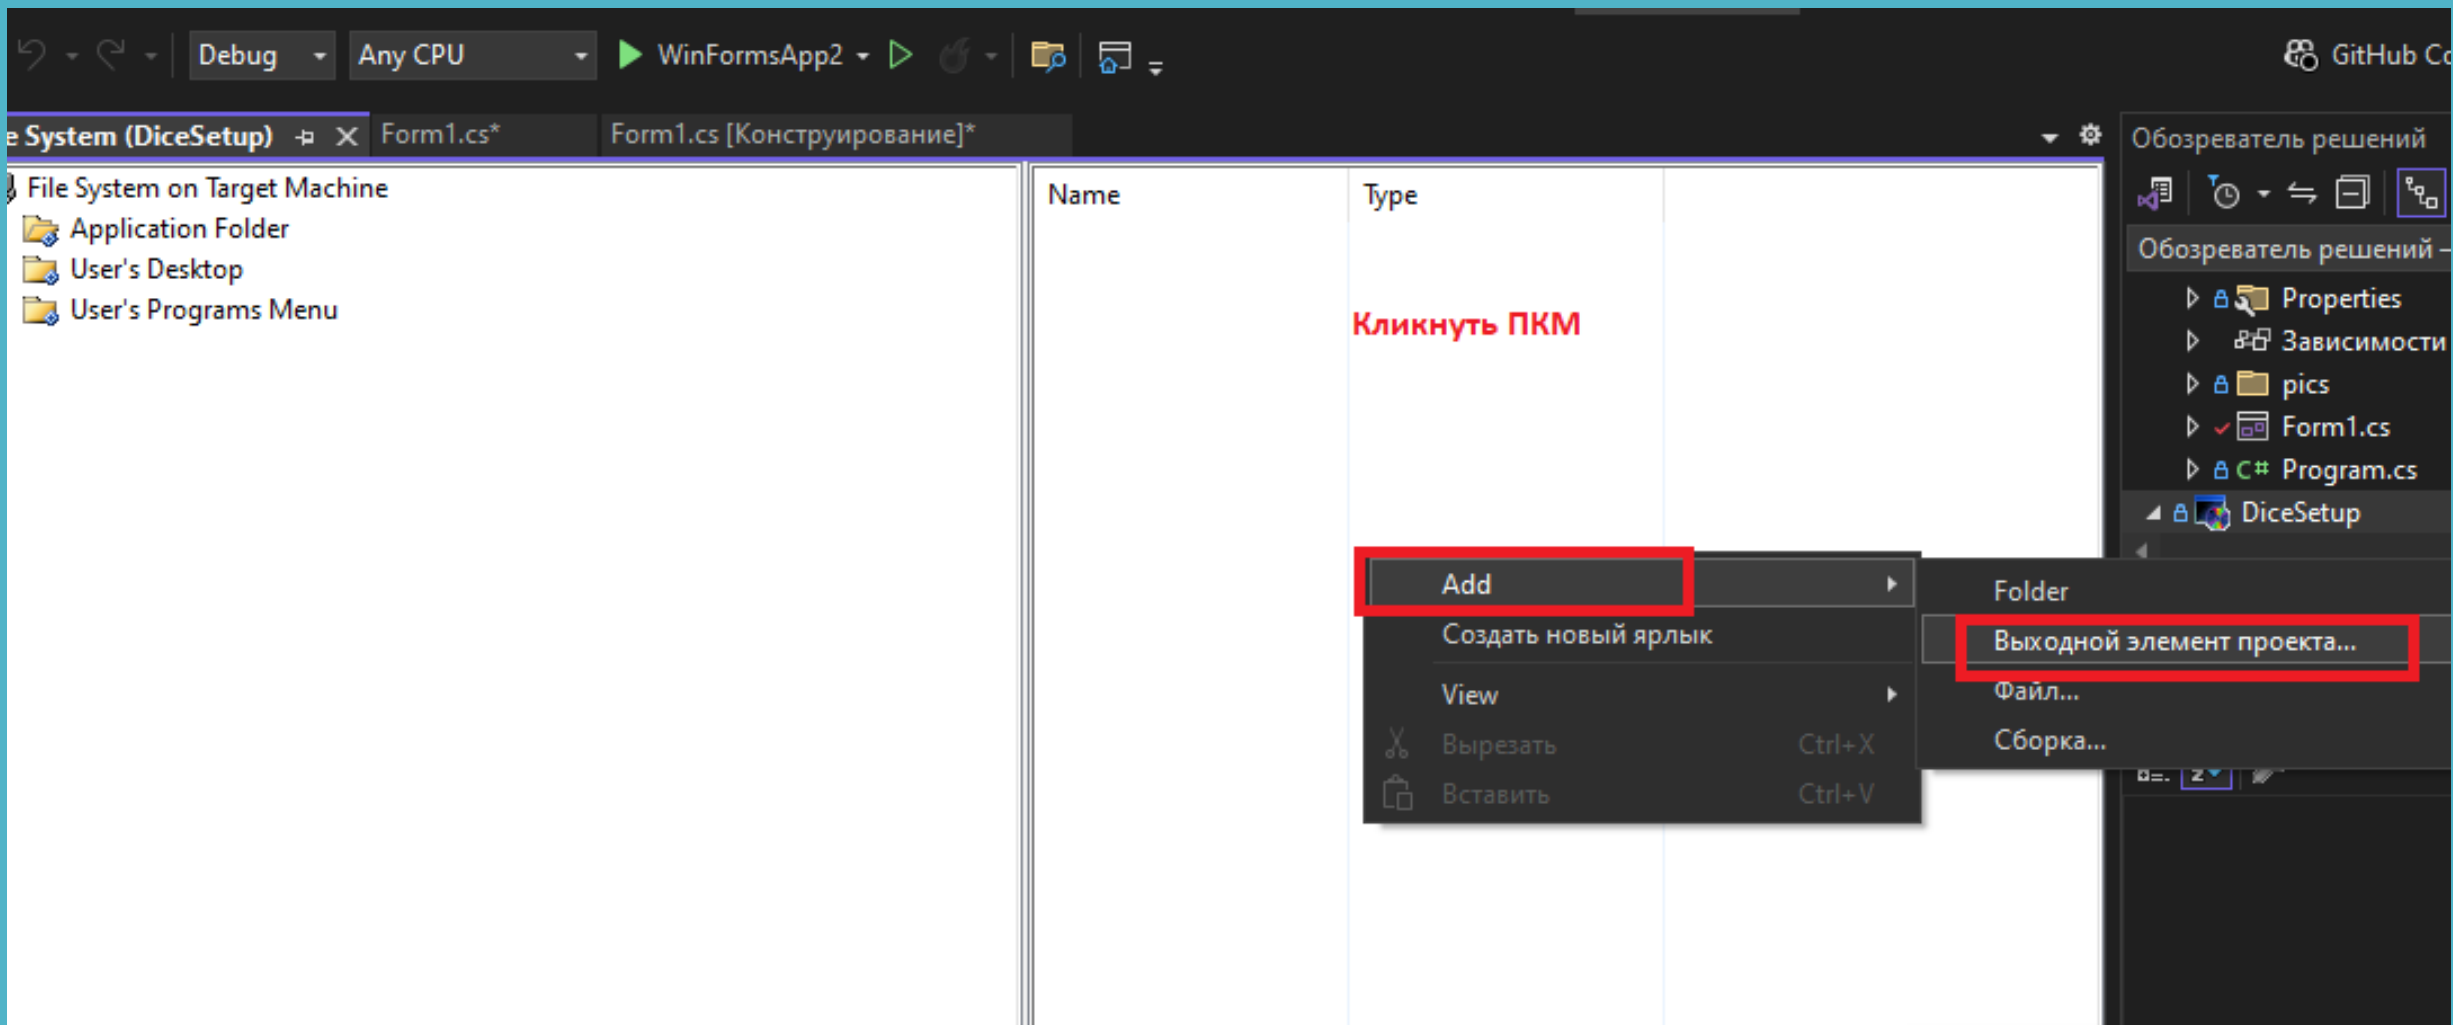 Debug
Any CPU
WinFormsApp2
GitHub Co
e System (DiceSetup)
Form1.cs*
Form1.cs [Конструирование]*
Обозреватель решений
File System on Target Machine
Application Folder
User's Desktop
User's Programs Menu
Name
Type
Кликнуть ПКМ
Обозреватель решений –
Properties
Зависимости
pics
Form1.cs
C# Program.cs
DiceSetup
Add
Создать новый ярлык
View
Вырезать Ctrl+X
Вставить Ctrl+V
Folder
Выходной элемент проекта...
Файл...
Сборка...